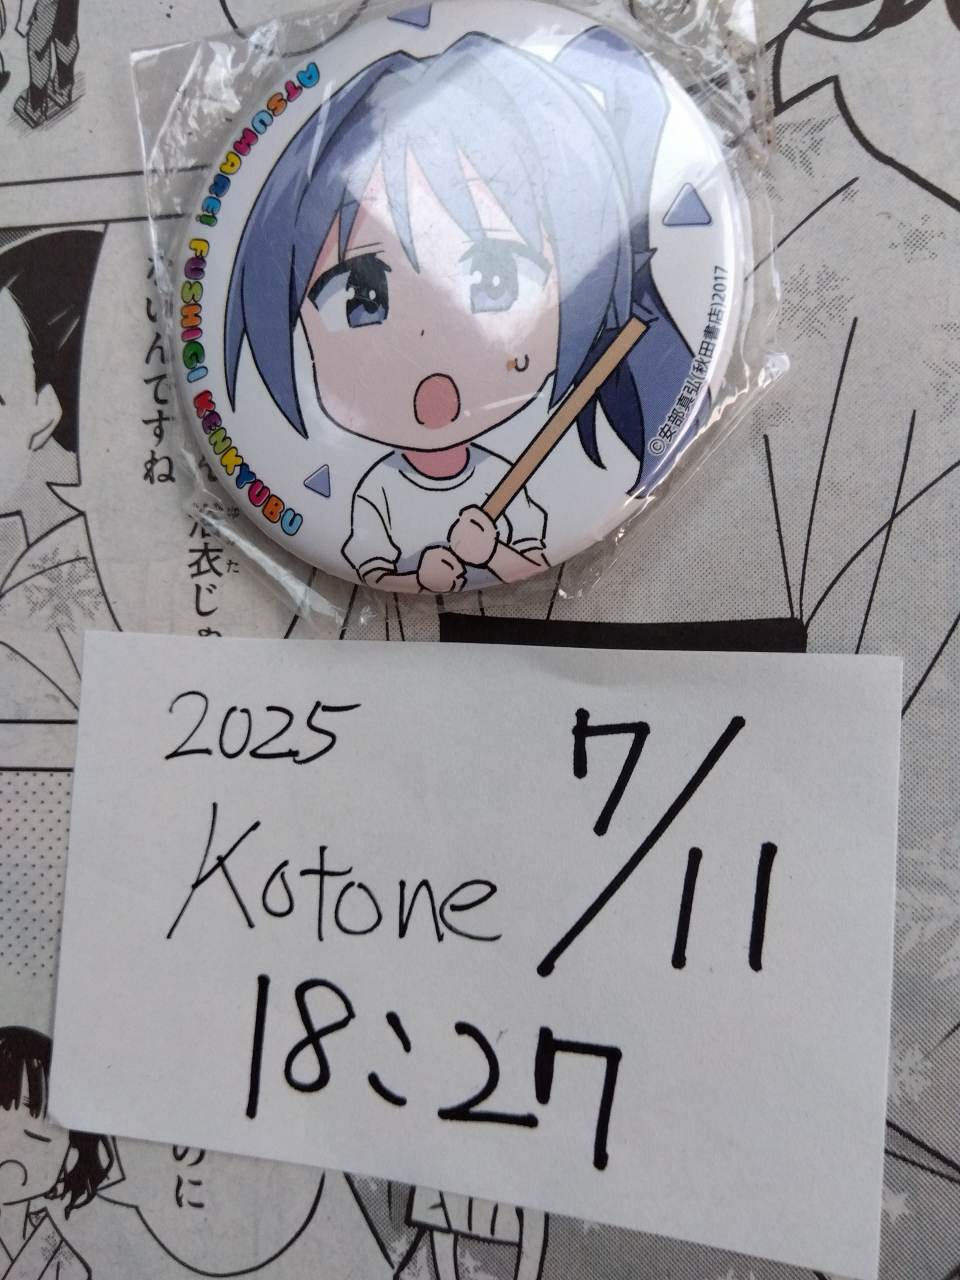 ATSUMARE! FUSHIGI KENKYUBU
©安部真弘(秋田書店)2017
いんですね
衣じゃ
のに
2025
7/11
Kotone
18:27